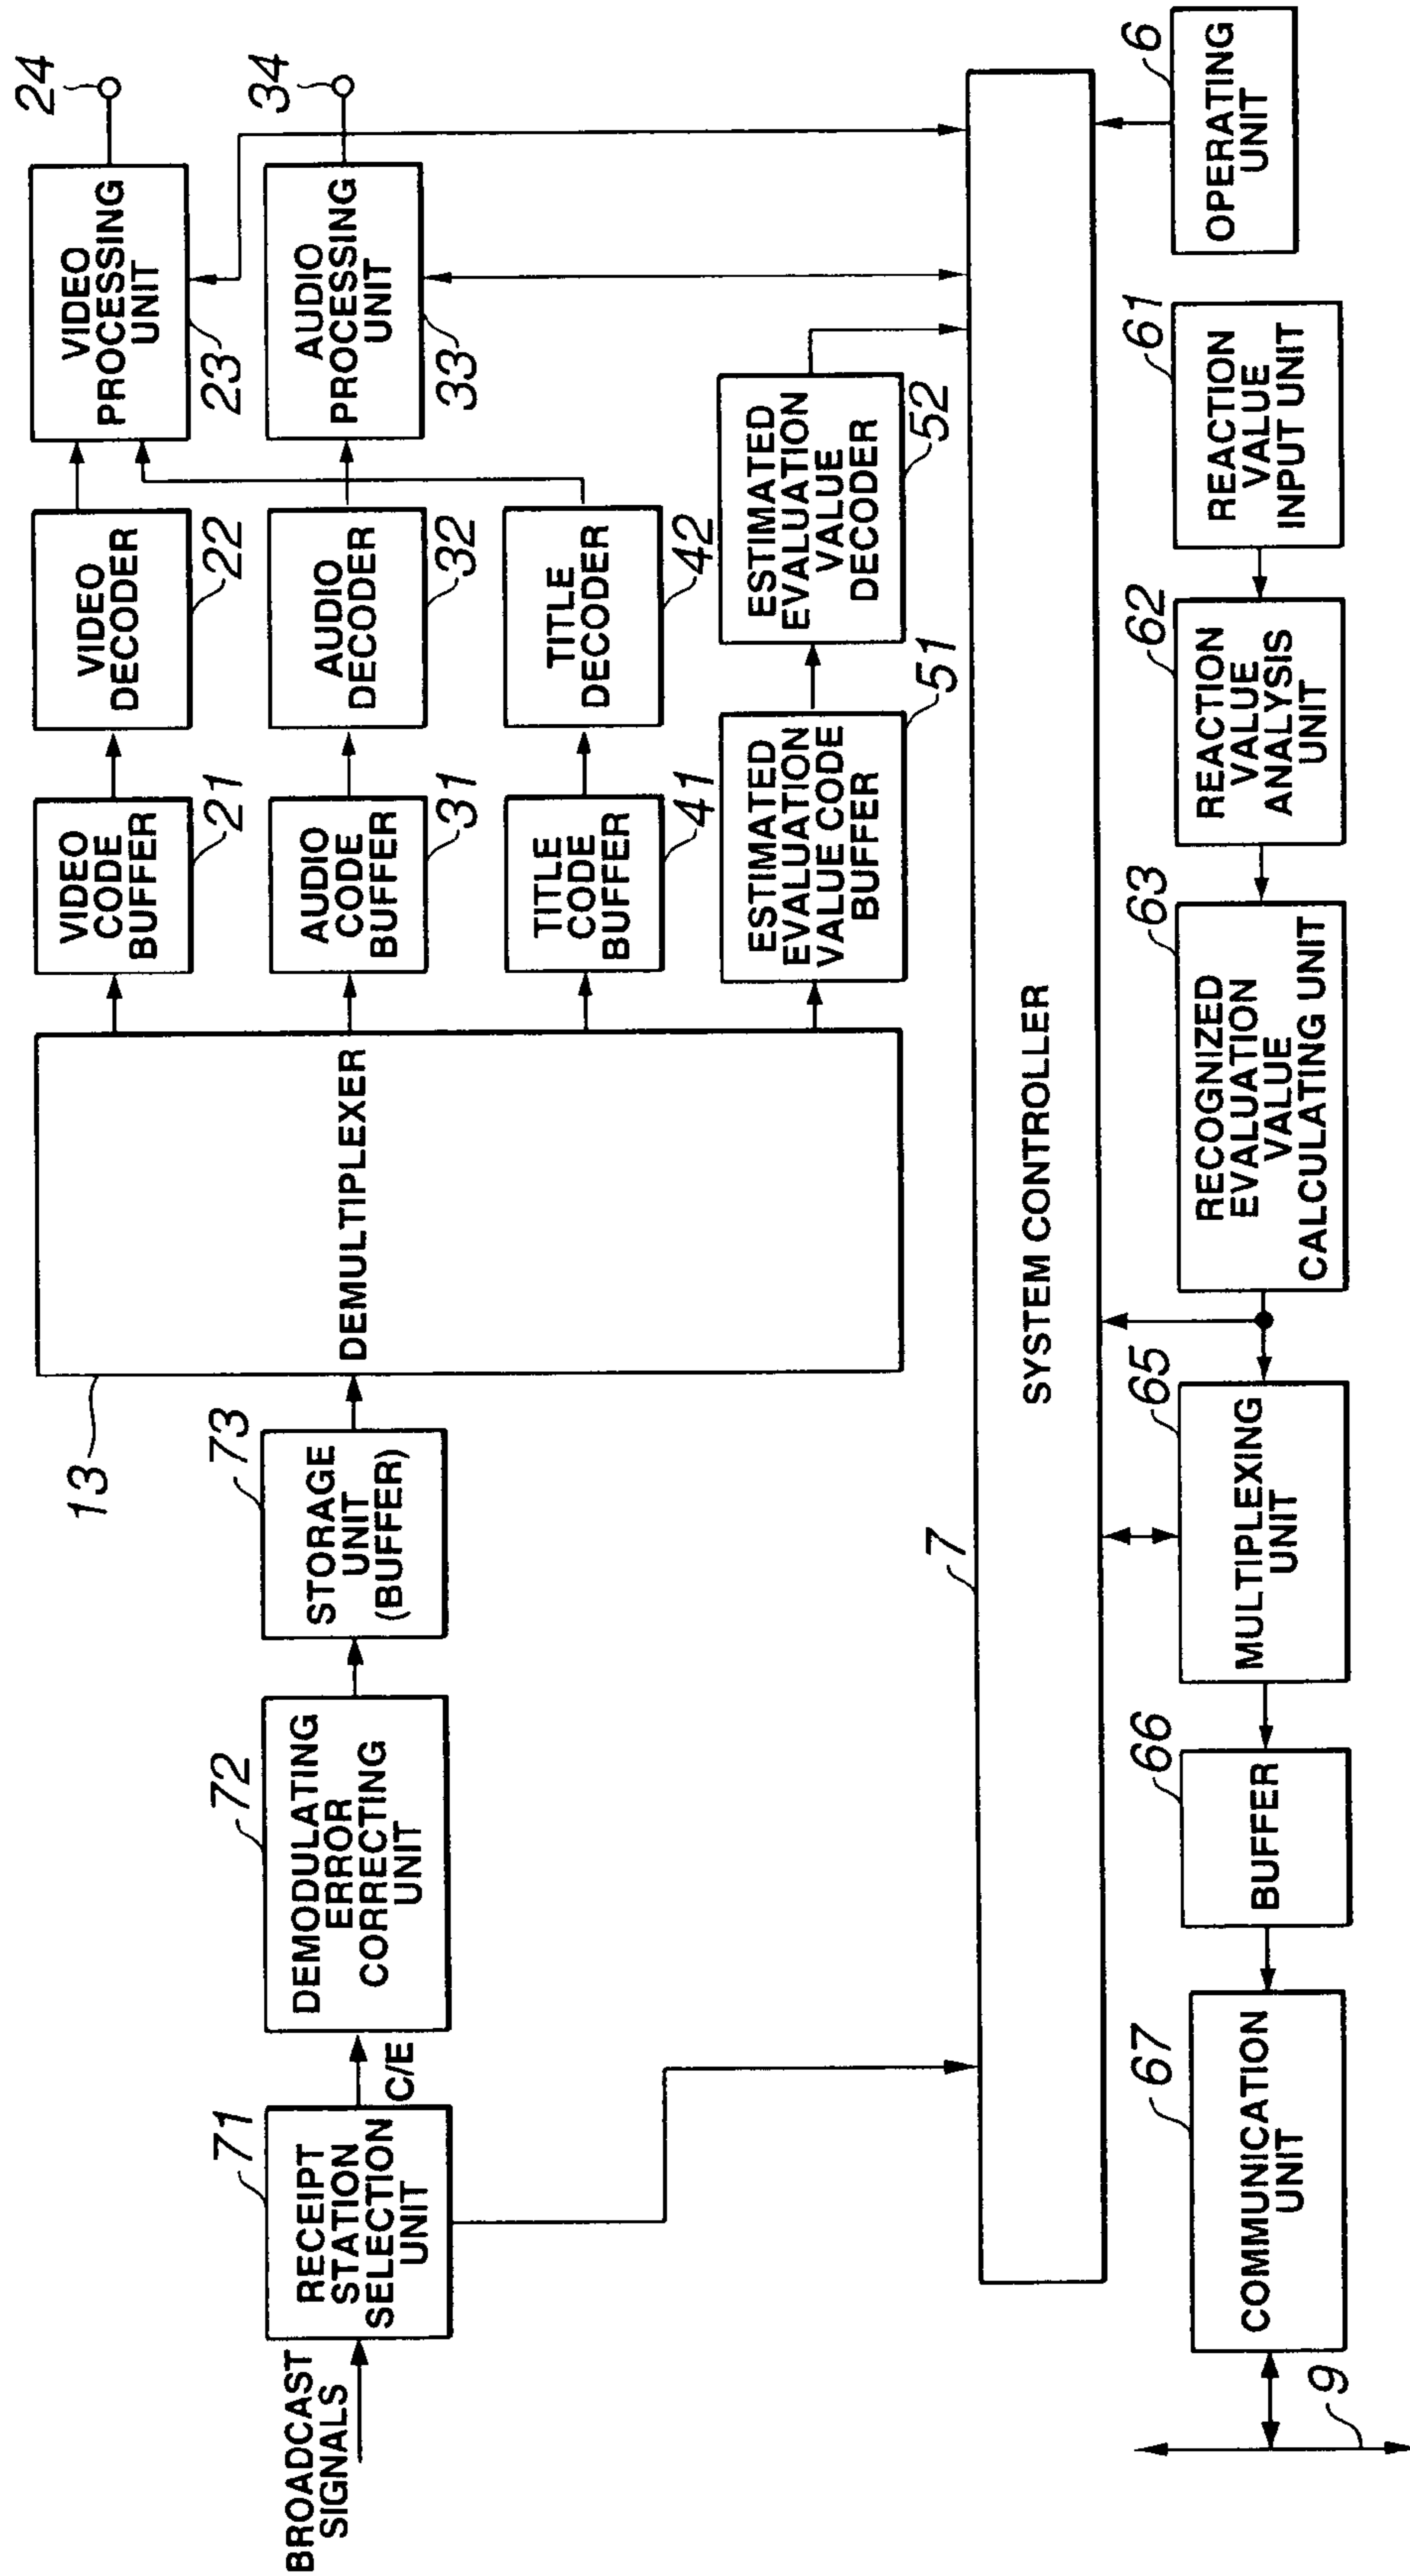 BROADCAST
SIGNALS
71
RECEIPT
STATION
SELECTION
UNIT
C/E
72
DEMODULATING
ERROR
CORRECTING
UNIT
73
STORAGE
UNIT
(BUFFER)
13
DEMULTIPLEXER
VIDEO
CODE
BUFFER
21
VIDEO
DECODER
22
VIDEO
PROCESSING
UNIT
23
24
AUDIO
CODE
BUFFER
31
AUDIO
DECODER
32
AUDIO
PROCESSING
UNIT
33
34
TITLE
CODE
BUFFER
41
TITLE
DECODER
42
ESTIMATED
EVALUATION
VALUE CODE
BUFFER
51
ESTIMATED
EVALUATION
VALUE
DECODER
52
7
SYSTEM CONTROLLER
9
67
COMMUNICATION
UNIT
66
BUFFER
65
MULTIPLEXING
UNIT
63
RECOGNIZED
EVALUATION
VALUE
CALCULATING UNIT
62
REACTION
VALUE
ANALYSIS
UNIT
61
REACTION
VALUE
INPUT UNIT
6
OPERATING
UNIT